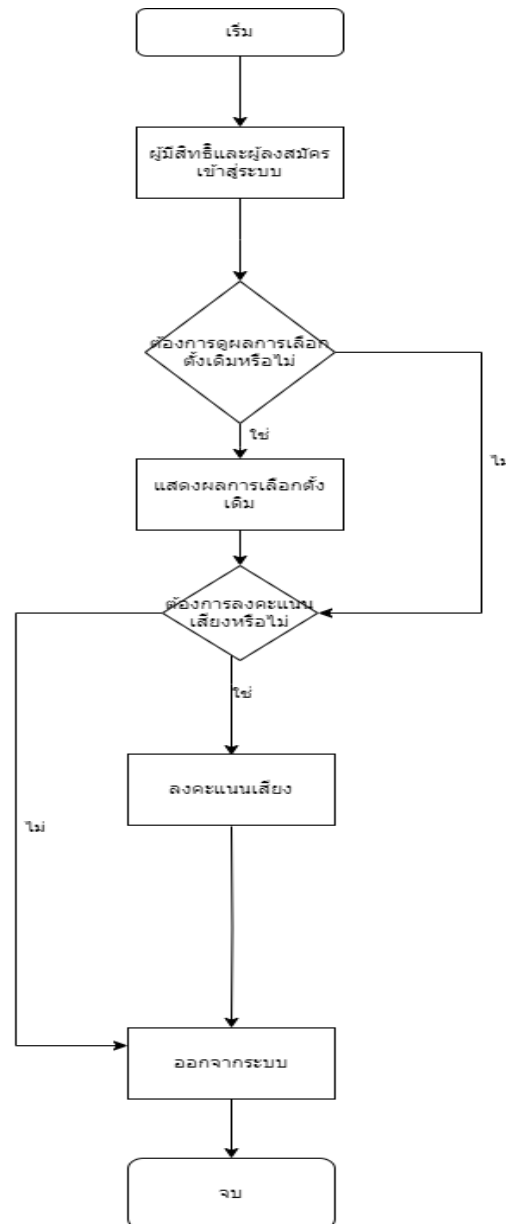 เริ่ม
ผู้มีสิทธิ์และผู้ลงสมัคร
เข้าสู่ระบบ
ต้องการดูผลการเลือก
ตั้งเดิมหรือไม่
ใช่
ไม่
แสดงผลการเลือกตั้ง
เดิม
ต้องการลงคะแนน
เสียงหรือไม่
ใช่
ลงคะแนนเสียง
ไม่
ออกจากระบบ
จบ